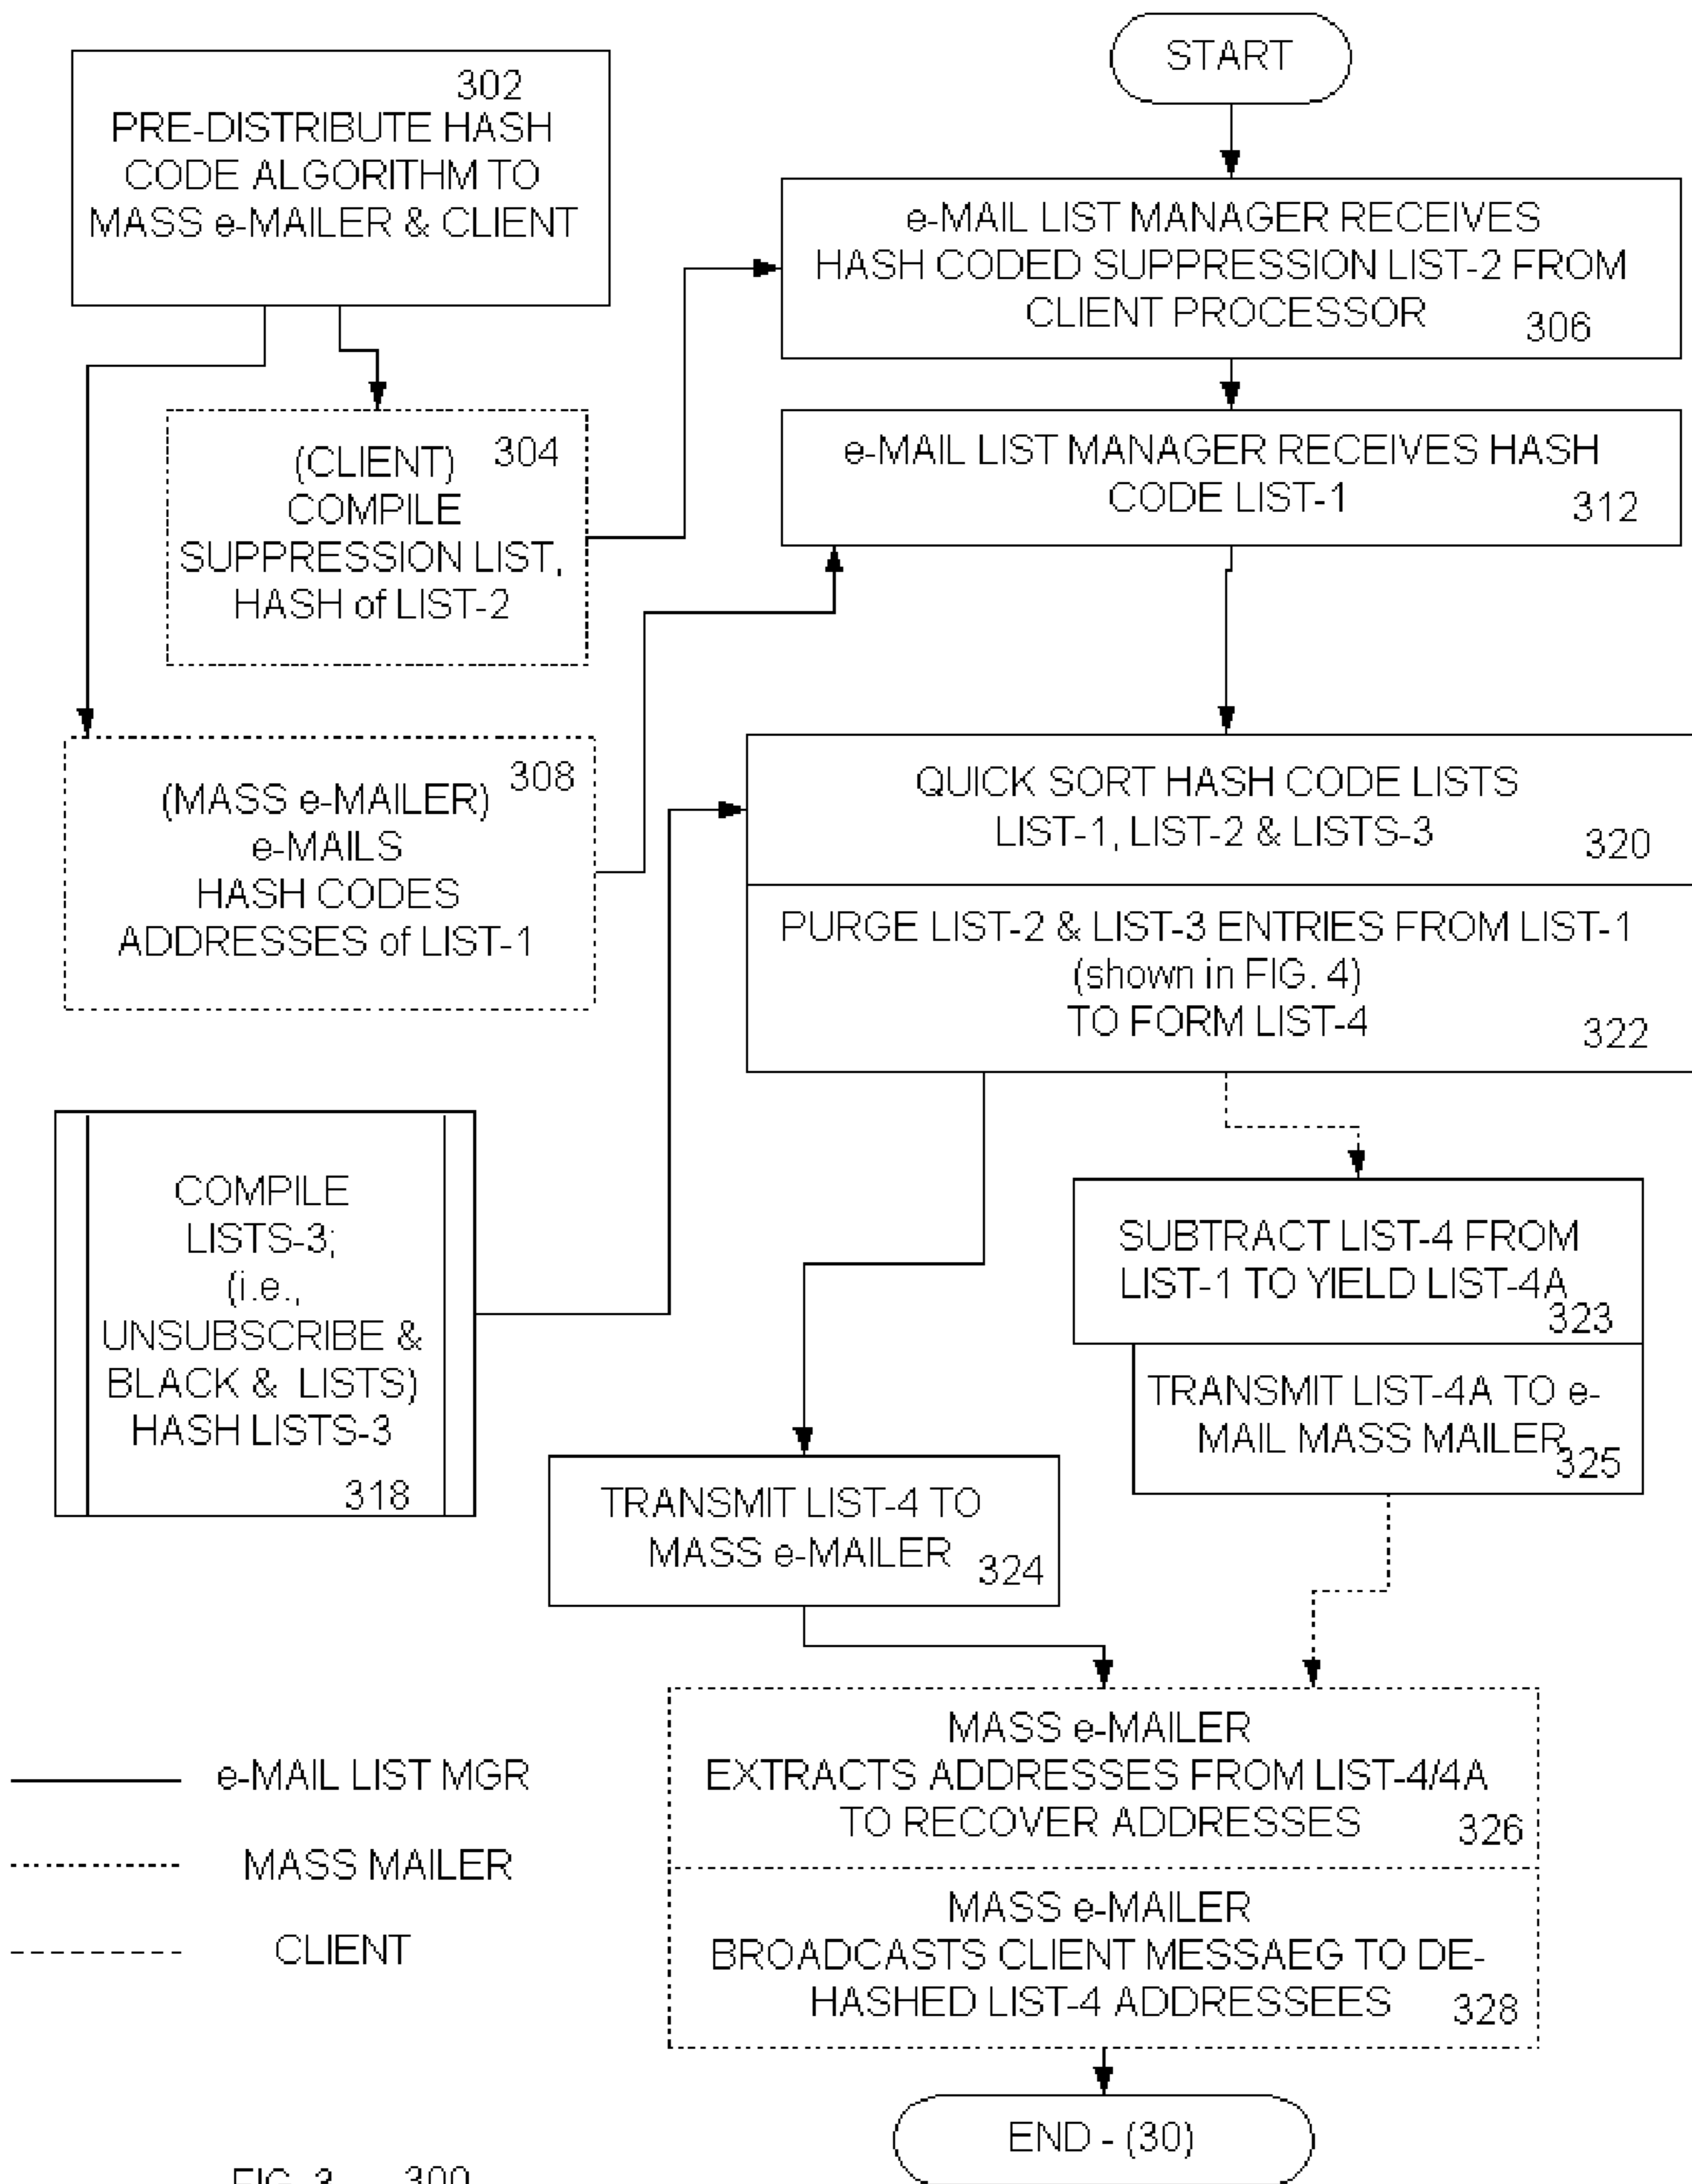 START
302
PRE-DISTRIBUTE HASH
CODE ALGORITHM TO
MASS e-MAILER & CLIENT
e-MAIL LIST MANAGER RECEIVES
HASH CODED SUPPRESSION LIST-2 FROM
CLIENT PROCESSOR
306
(CLIENT)
304
COMPILE
SUPPRESSION LIST,
HASH of LIST-2
e-MAIL LIST MANAGER RECEIVES HASH
CODE LIST-1
312
308
(MASS e-MAILER)
e-MAILS
HASH CODES
ADDRESSES of LIST-1
QUICK SORT HASH CODE LISTS
LIST-1, LIST-2 & LISTS-3
320
PURGE LIST-2 & LIST-3 ENTRIES FROM LIST-1
(shown in FIG. 4)
TO FORM LIST-4
322
COMPILE
LISTS-3;
(i.e.,
UNSUBSCRIBE &
BLACK & LISTS)
HASH LISTS-3
318
SUBTRACT LIST-4 FROM
LIST-1 TO YIELD LIST-4A
323
TRANSMIT LIST-4A TO e-
MAIL MASS MAILER
325
TRANSMIT LIST-4 TO
MASS e-MAILER
324
MASS e-MAILER
EXTRACTS ADDRESSES FROM LIST-4/4A
TO RECOVER ADDRESSES
326
MASS e-MAILER
BROADCASTS CLIENT MESSAEG TO DE-
HASHED LIST-4 ADDRESSEES
328
e-MAIL LIST MGR
MASS MAILER
CLIENT
END - (30)
FIG. 3 300